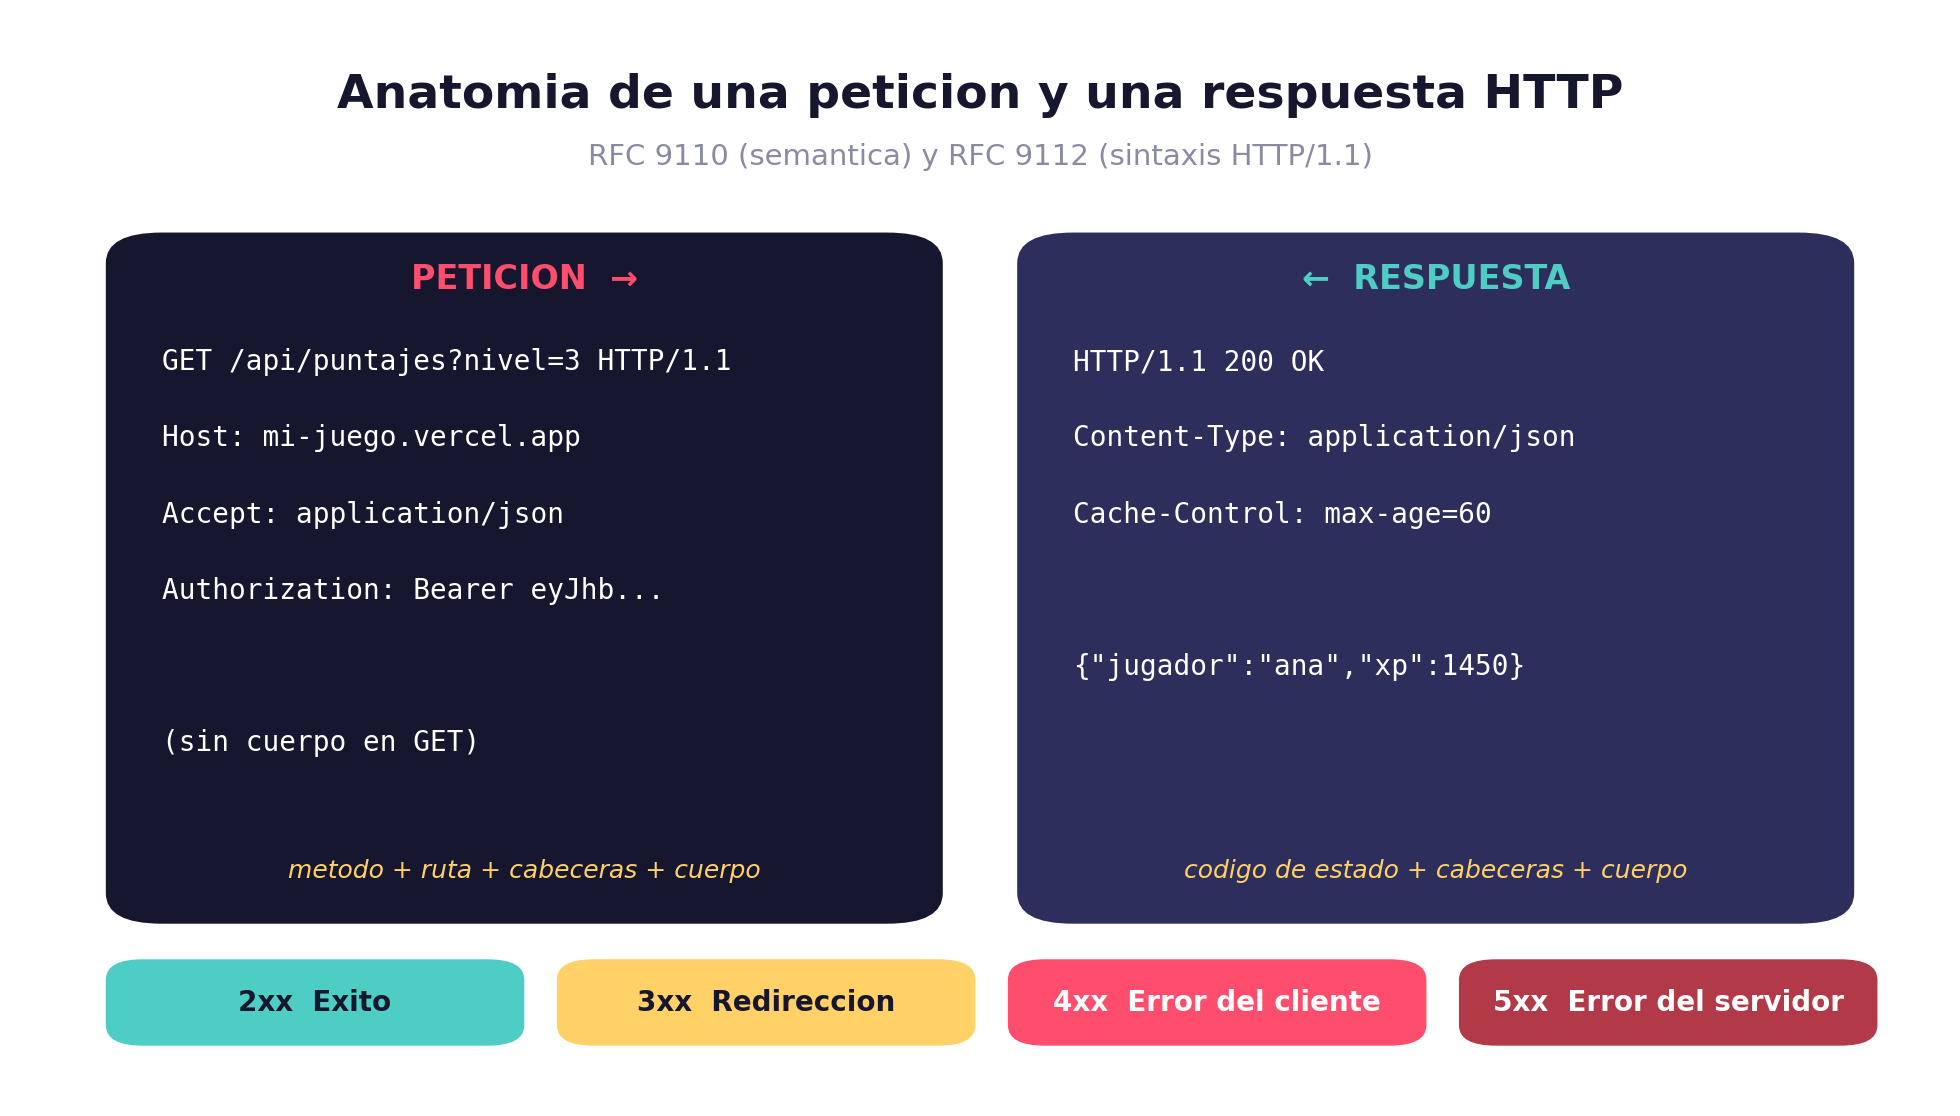 Anatomia de una peticion y una respuesta HTTP
RFC 9110 (semantica) y RFC 9112 (sintaxis HTTP/1.1)
PETICION →
GET /api/puntajes?nivel=3 HTTP/1.1
Host: mi-juego.vercel.app
Accept: application/json
Authorization: Bearer eyJhb...
(sin cuerpo en GET)
metodo + ruta + cabeceras + cuerpo
← RESPUESTA
HTTP/1.1 200 OK
Content-Type: application/json
Cache-Control: max-age=60
{"jugador":"ana","xp":1450}
codigo de estado + cabeceras + cuerpo
2xx Exito
3xx Redireccion
4xx Error del cliente
5xx Error del servidor